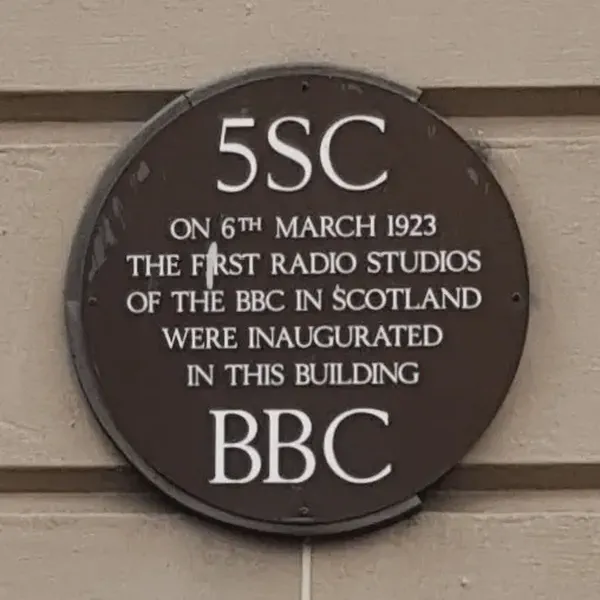 5SC
ON 6TH MARCH 1923
THE FIRST RADIO STUDIOS
OF THE BBC IN SCOTLAND
WERE INAUGURATED
IN THIS BUILDING
BBC